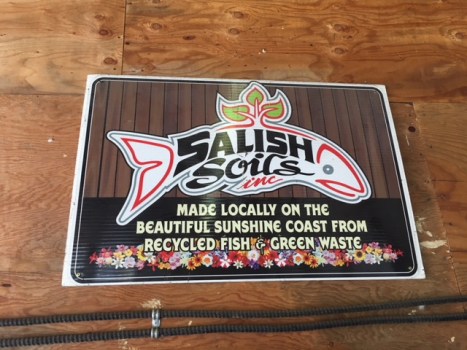 SALISH
SOiLS
inc
MADE LOCALLY ON THE
BEAUTIFUL SUNSHINE COAST FROM
RECYCLED FISH & GREEN WASTE